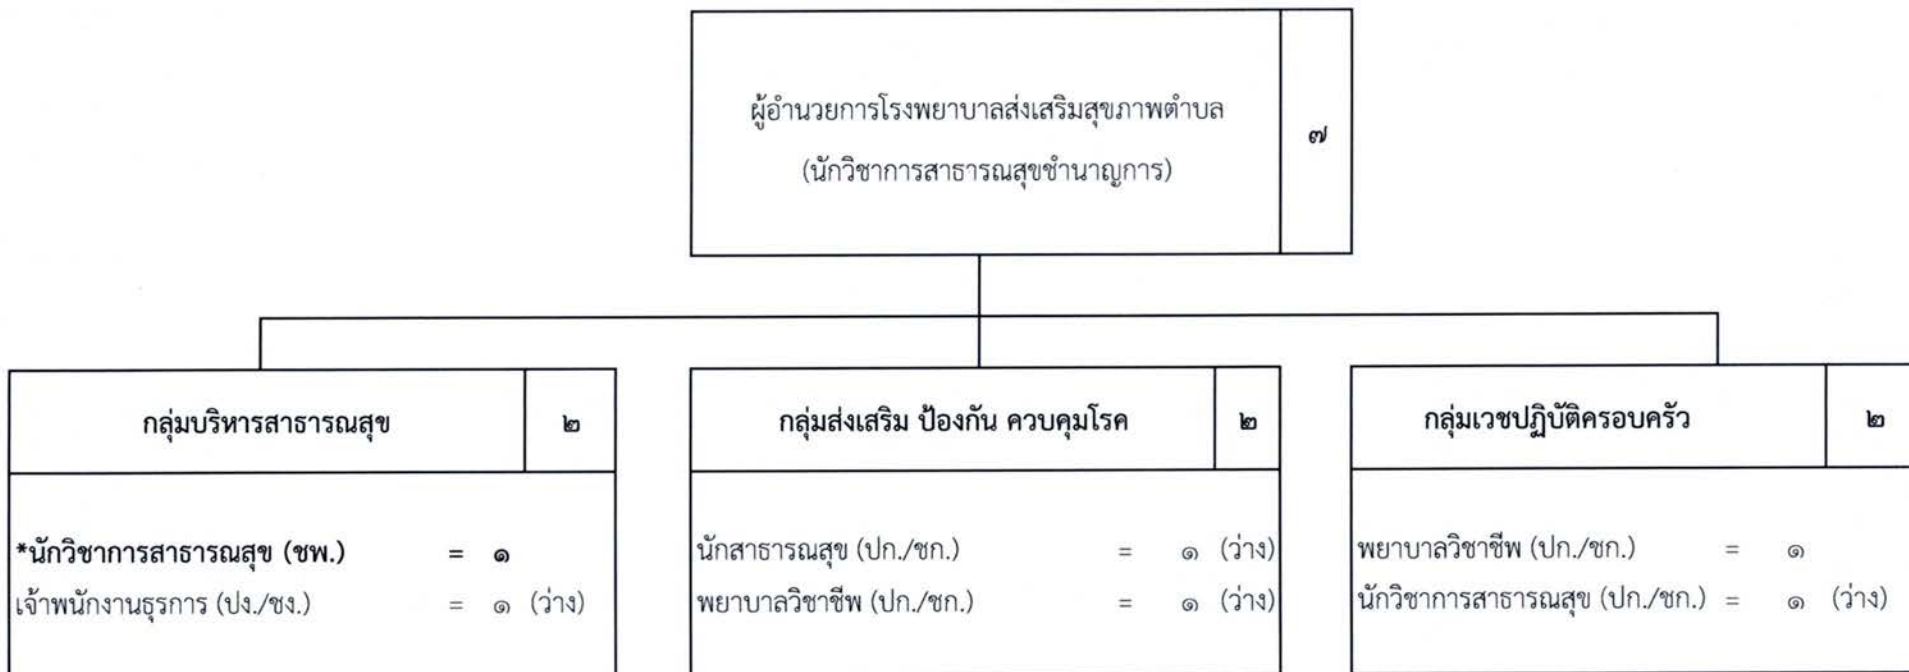 ผู้อำนวยการโรงพยาบาลส่งเสริมสุขภาพตำบล
(นักวิชาการสาธารณสุขชำนาญการ)
๗
กลุ่มบริหารสาธารณสุข ๒
*นักวิชาการสาธารณสุข (ชพ.) = ๑
เจ้าพนักงานธุรการ (ปง./ชง.) = ๑ (ว่าง)
กลุ่มส่งเสริม ป้องกัน ควบคุมโรค ๒
นักสาธารณสุข (ปก./ชก.) = ๑ (ว่าง)
พยาบาลวิชาชีพ (ปก./ชก.) = ๑ (ว่าง)
กลุ่มเวชปฏิบัติครอบครัว ๒
พยาบาลวิชาชีพ (ปก./ชก.) = ๑
นักวิชาการสาธารณสุข (ปก./ชก.) = ๑ (ว่าง)